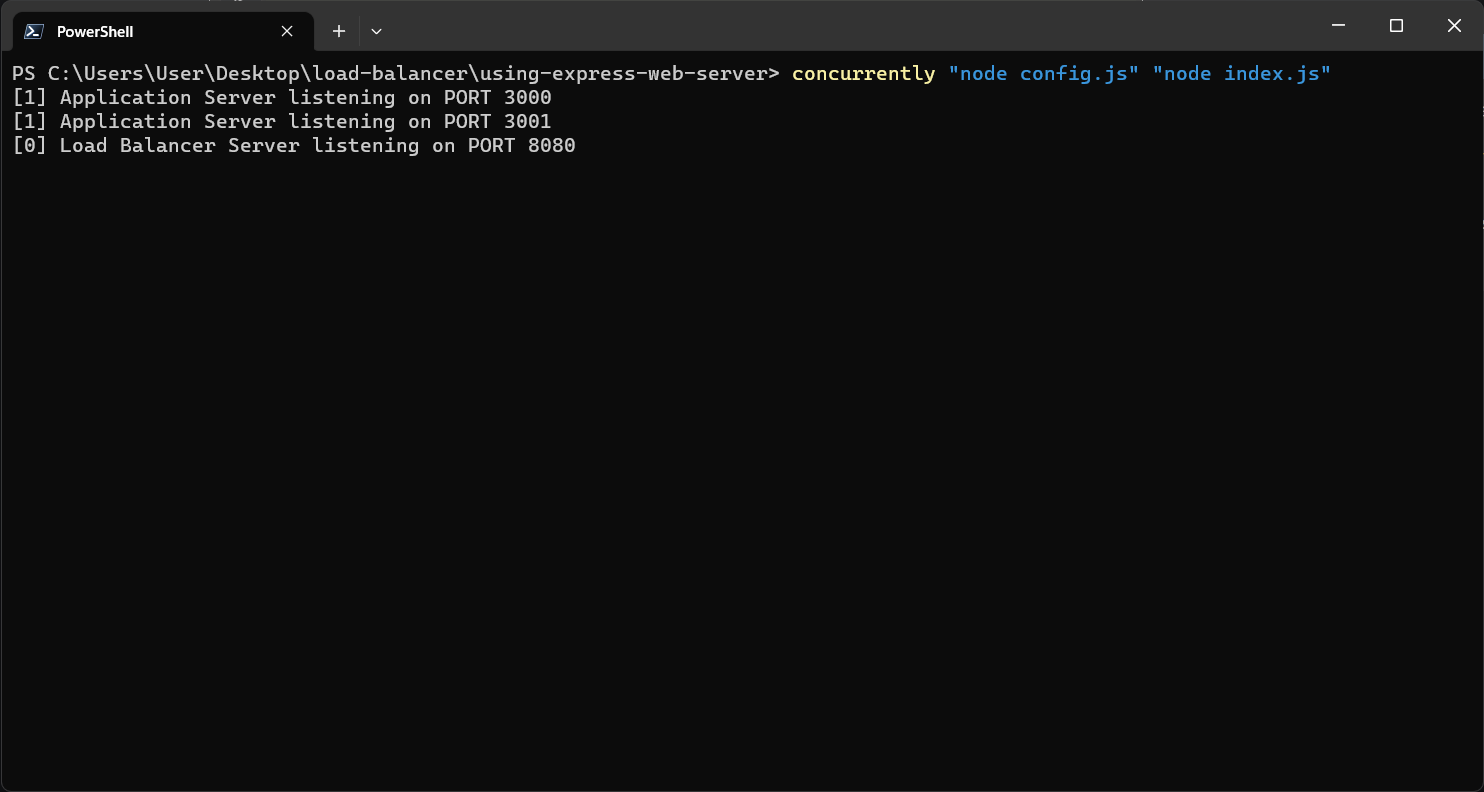 PowerShell
PS C:\Users\User\Desktop\load-balancer\using-express-web-server> concurrently "node config.js" "node index.js"
[1] Application Server listening on PORT 3000
[1] Application Server listening on PORT 3001
[0] Load Balancer Server listening on PORT 8080